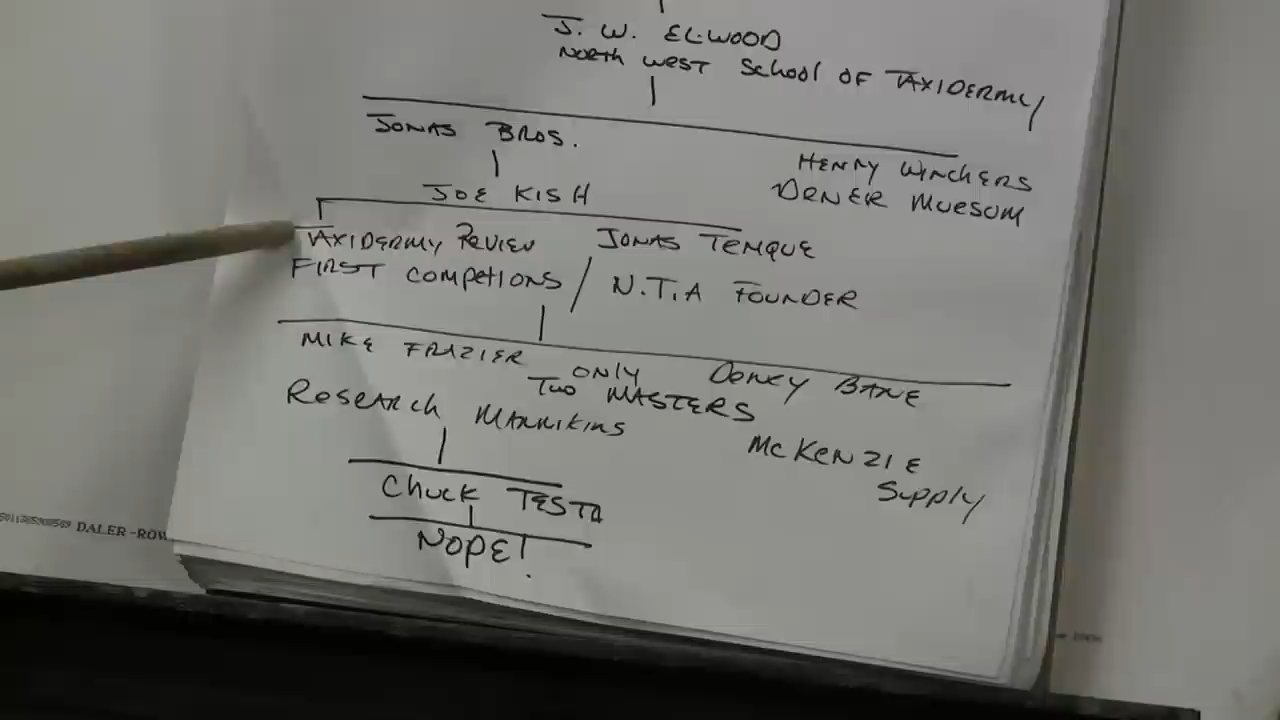 J. W. ELWOOD
NORTH WEST School OF TAXIDERMY
JONAS BROS.
HENRY WINCHERS
DENER MUESUM
JOE KISH
TAXIDERMY REVIEW
JONAS TEMQUE
FIRST COMPETIONS / N.T.A FOUNDER
MIKE FRAZIER
ONLY
TWO MASTERS
BANE
RESEARCH MANNIKINS
McKENZIE
Supply
Chuck TESTA
NOPE!
DALER-ROW